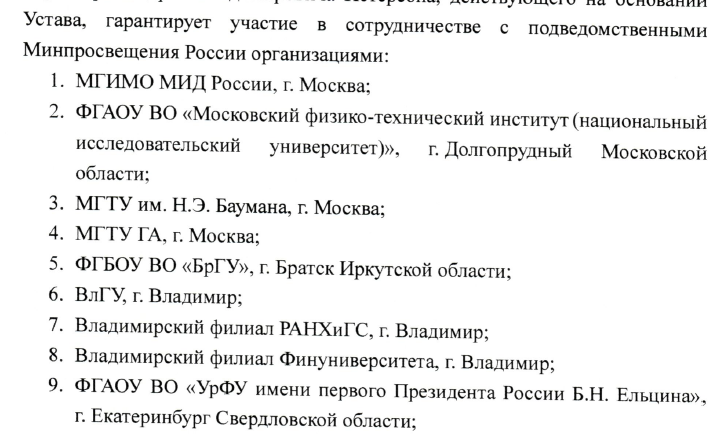 действующего на основании
Устава, гарантирует участие в сотрудничестве с подведомственными
Минпросвещения России организациями:
1. МГИМО МИД России, г. Москва;
2. ФГАОУ ВО «Московский физико-технический институт (национальный
исследовательский университет)», г. Долгопрудный Московской
области;
3. МГТУ им. Н.Э. Баумана, г. Москва;
4. МГТУ ГА, г. Москва;
5. ФГБОУ ВО «БрГУ», г. Братск Иркутской области;
6. ВлГУ, г. Владимир;
7. Владимирский филиал РАНХиГС, г. Владимир;
8. Владимирский филиал Финуниверситета, г. Владимир;
9. ФГАОУ ВО «УрФУ имени первого Президента России Б.Н. Ельцина»,
г. Екатеринбург Свердловской области;